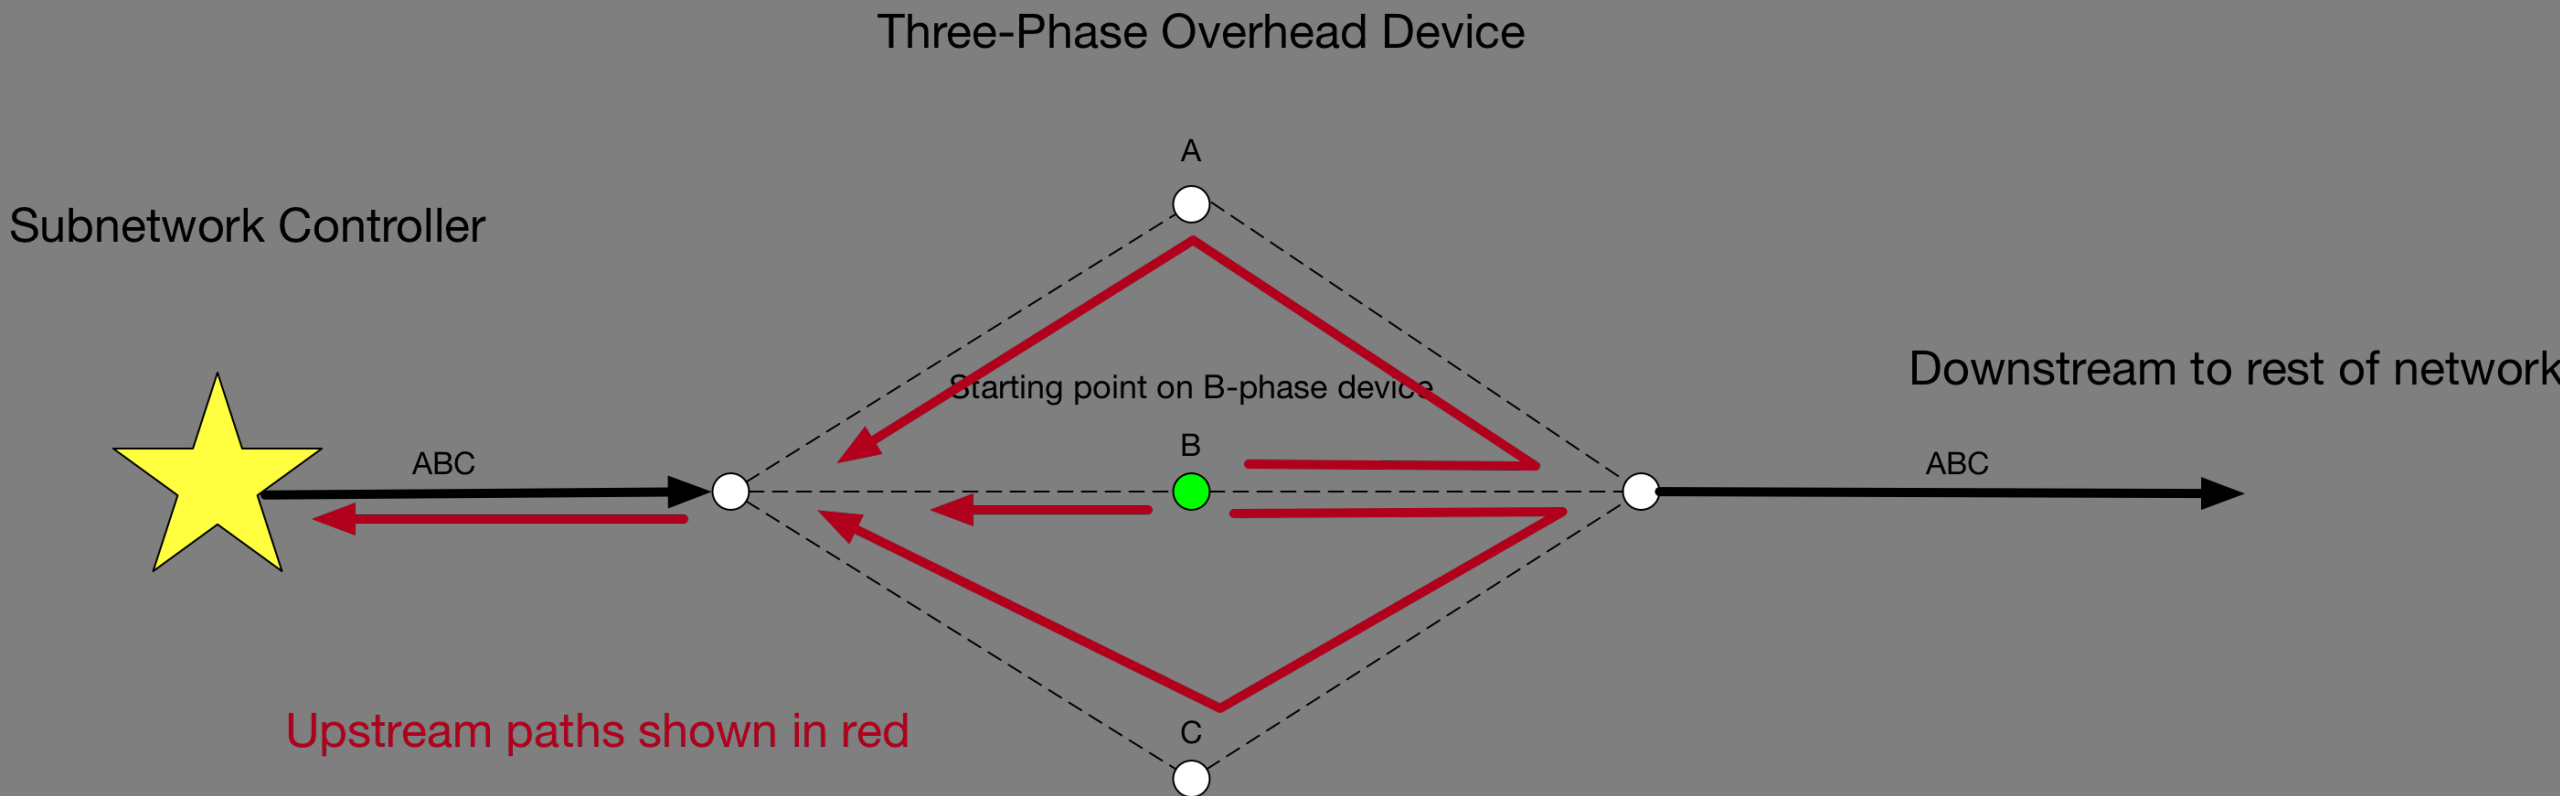 Three-Phase Overhead Device
A
Subnetwork Controller
Downstream to rest of network
Starting point on B-phase device
B
ABC
ABC
Upstream paths shown in red
C